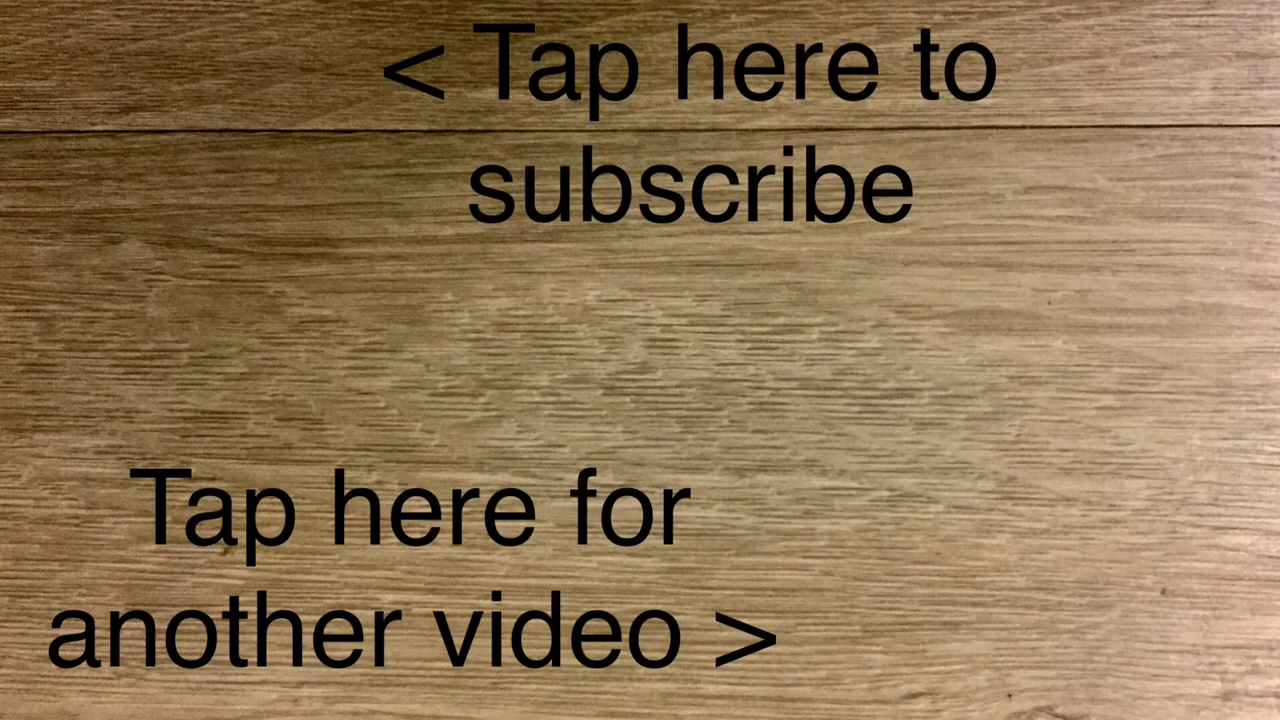 < Tap here to
subscribe
Tap here for
another video >